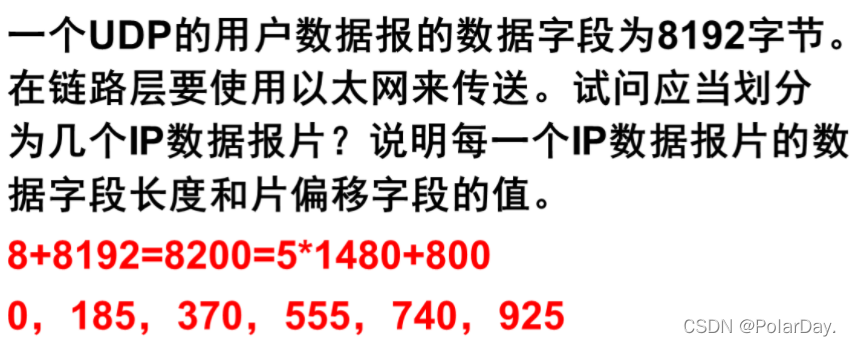 一个UDP的用户数据报的数据字段为8192字节。
在链路层要使用以太网来传送。试问应当划分
为几个IP数据报片？说明每一个IP数据报片的数
据字段长度和片偏移字段的值。
8+8192=8200=5*1480+800
0，185，370，555，740，925
CSDN @PolarDay.